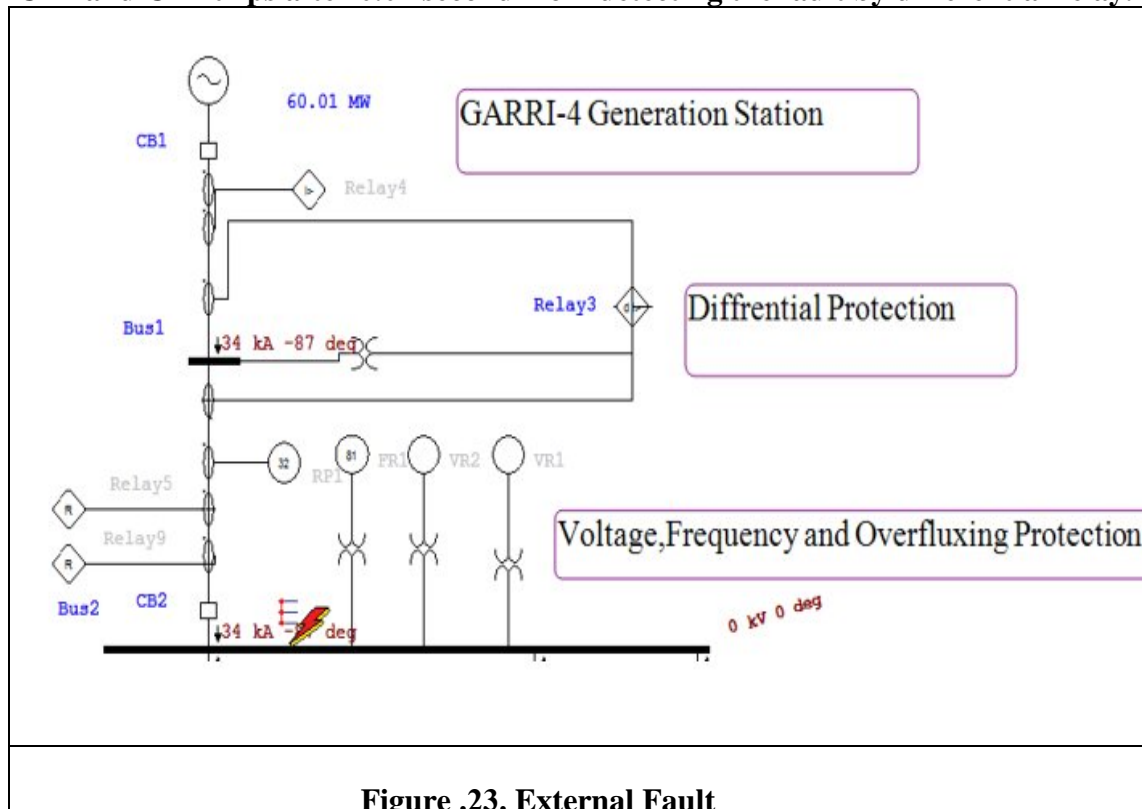 60.01 MW
GARRI-4 Generation Station
CB1
Relay4
Relay3
Diffrential Protection
Bus1
34 kA -87 deg
32
RP1
81
FR1
VR2
VR1
Relay5
R
Relay9
R
Voltage,Frequency and Overfluxing Protection
Bus2
CB2
34 kA
deg
0 kV 0 deg
Figure .23. External Fault